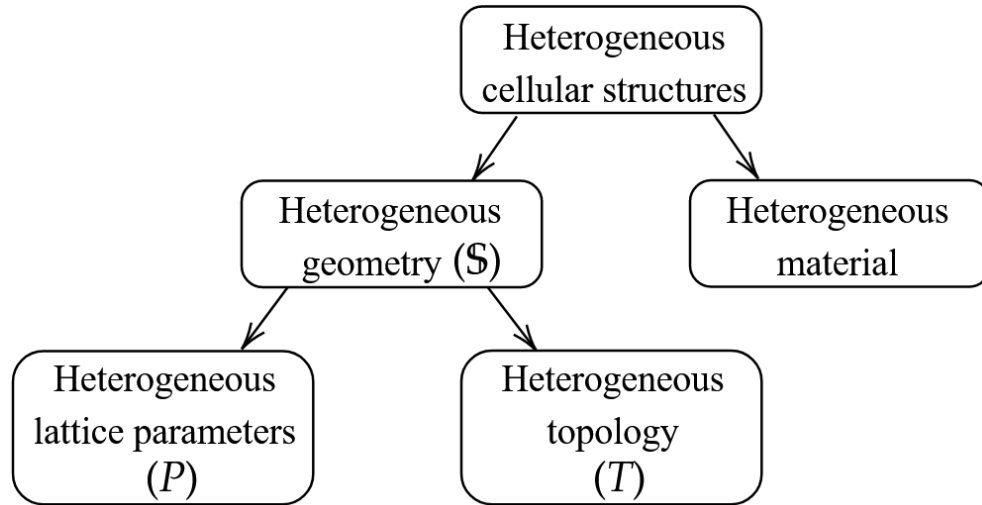 Heterogeneous
cellular structures
Heterogeneous
geometry (𝕊)
Heterogeneous
material
Heterogeneous
lattice parameters
(P)
Heterogeneous
topology
(T)